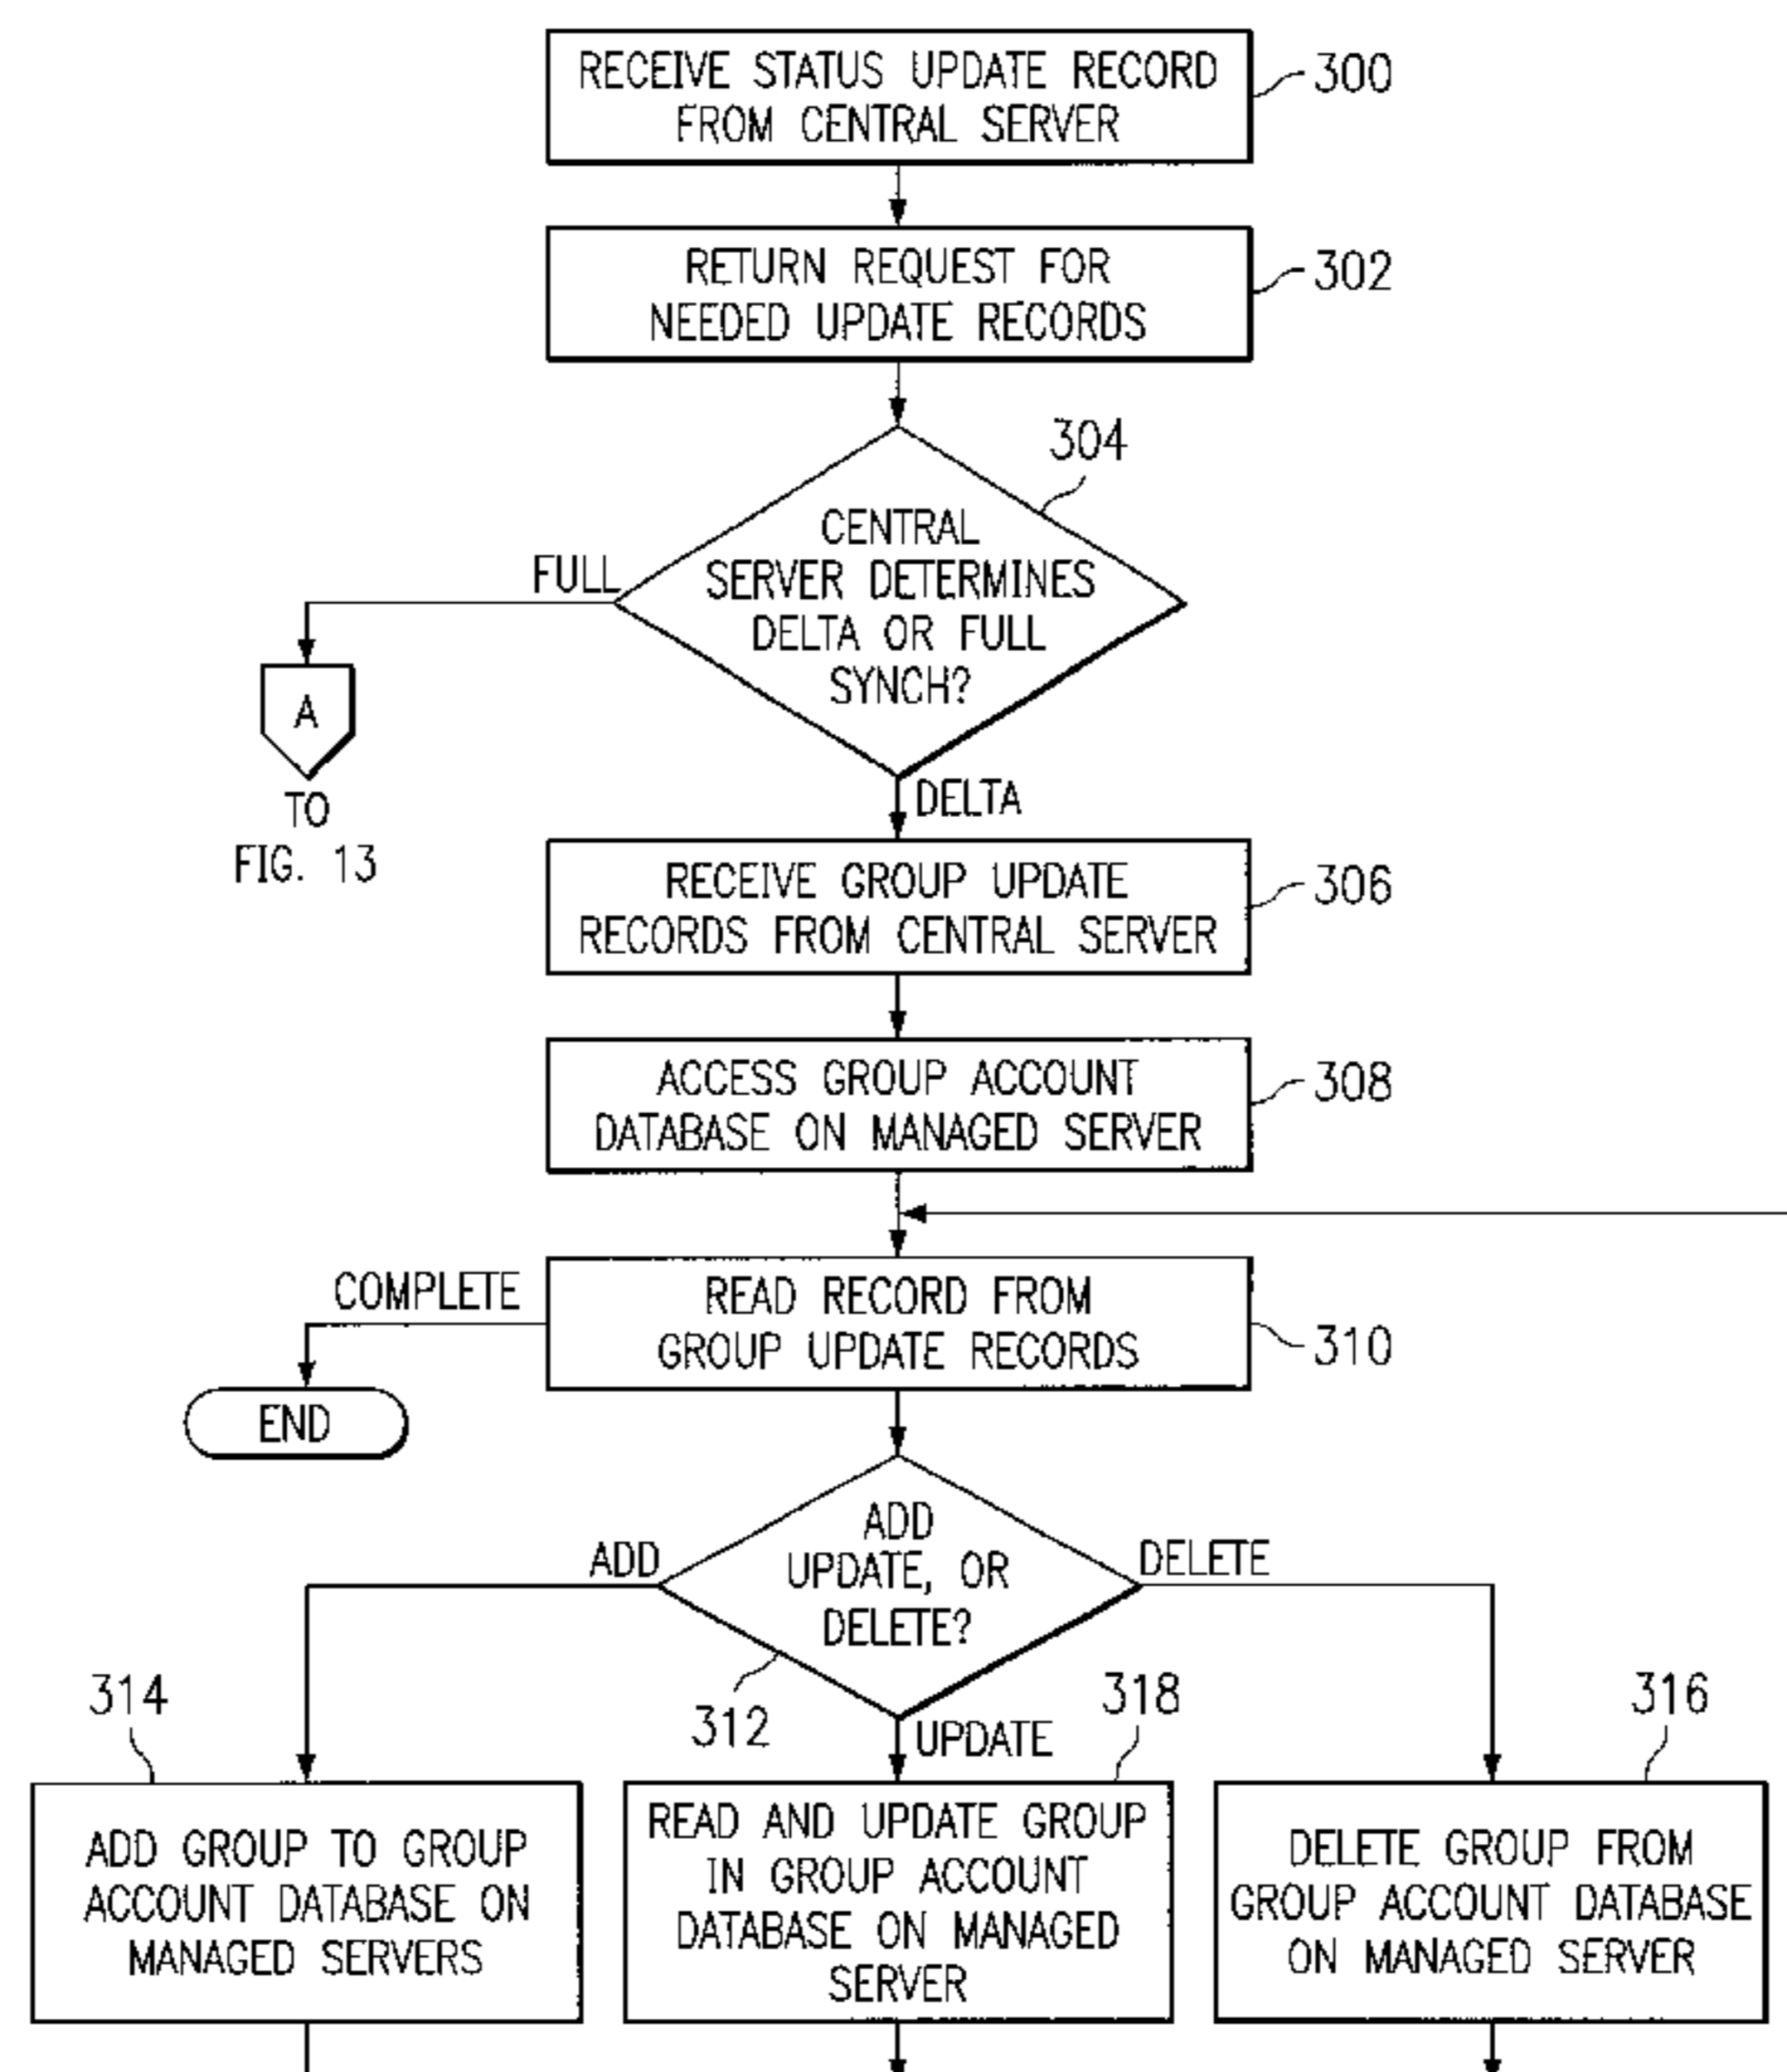 RECEIVE STATUS UPDATE RECORD
FROM CENTRAL SERVER
300
RETURN REQUEST FOR
NEEDED UPDATE RECORDS
302
304
CENTRAL
SERVER DETERMINES
DELTA OR FULL
SYNCH?
FULL
A
TO
FIG. 13
DELTA
RECEIVE GROUP UPDATE
RECORDS FROM CENTRAL SERVER
306
ACCESS GROUP ACCOUNT
DATABASE ON MANAGED SERVER
308
READ RECORD FROM
GROUP UPDATE RECORDS
310
COMPLETE
END
ADD
UPDATE, OR
DELETE?
312
ADD
DELETE
UPDATE
314
ADD GROUP TO GROUP
ACCOUNT DATABASE ON
MANAGED SERVERS
318
READ AND UPDATE GROUP
IN GROUP ACCOUNT
DATABASE ON MANAGED
SERVER
316
DELETE GROUP FROM
GROUP ACCOUNT DATABASE
ON MANAGED SERVER